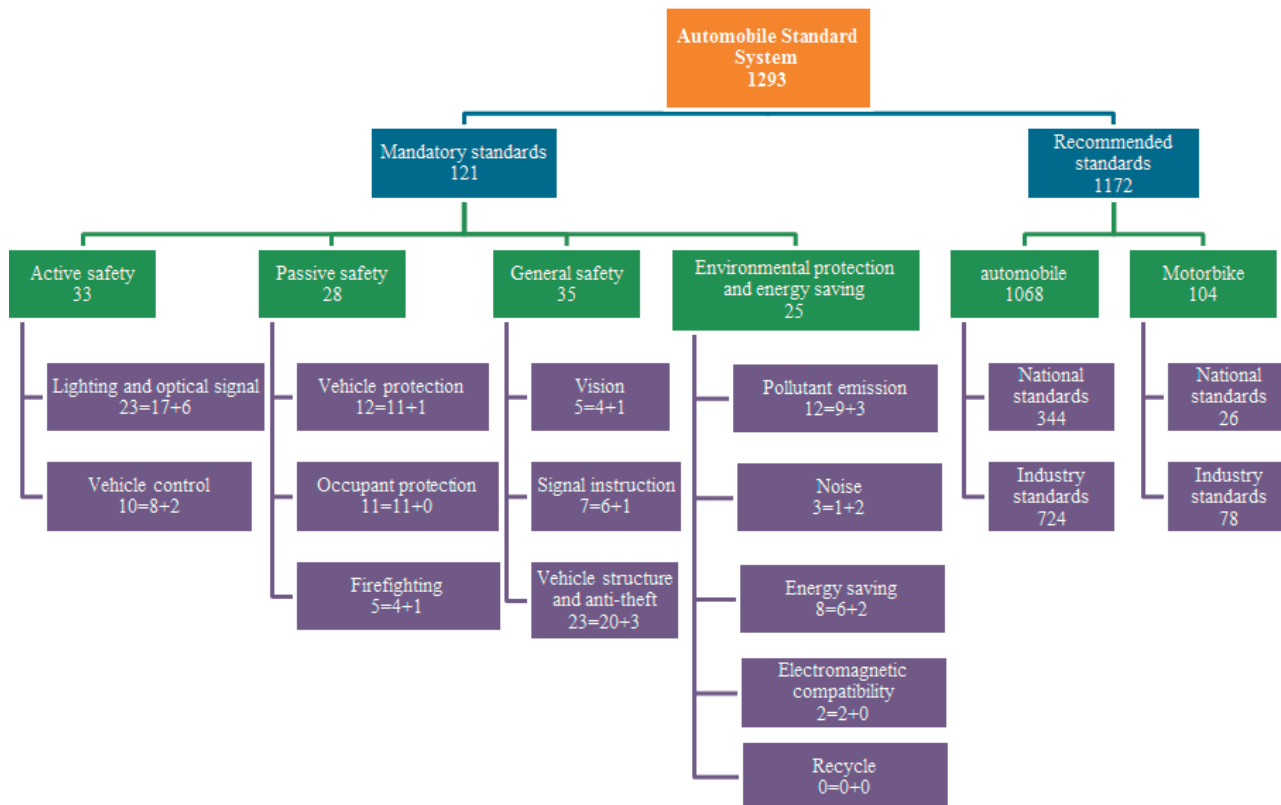 Automobile Standard
System
1293
Mandatory standards
121
Recommended
standards
1172
Active safety
33
Passive safety
28
General safety
35
Environmental protection
and energy saving
25
automobile
1068
Motorbike
104
Lighting and optical signal
23=17+6
Vehicle control
10=8+2
Vehicle protection
12=11+1
Occupant protection
11=11+0
Firefighting
5=4+1
Vision
5=4+1
Signal instruction
7=6+1
Vehicle structure
and anti-theft
23=20+3
Pollutant emission
12=9+3
Noise
3=1+2
Energy saving
8=6+2
Electromagnetic
compatibility
2=2+0
Recycle
0=0+0
National
standards
344
Industry
standards
724
National
standards
26
Industry
standards
78